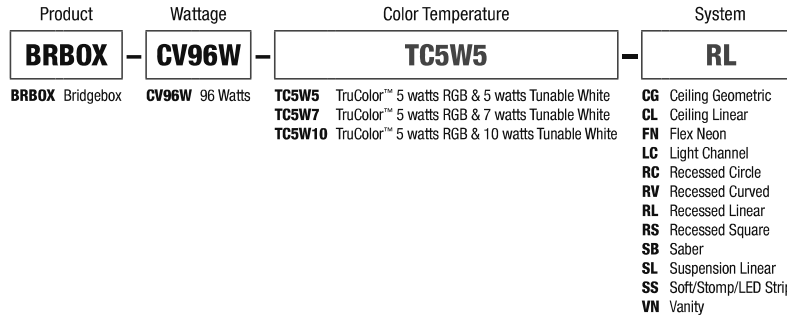 Product Wattage Color Temperature System
BRBOX – CV96W – TC5W5 – RL
BRBOX Bridgebox CV96W 96 Watts TC5W5 TruColor™ 5 watts RGB & 5 watts Tunable White CG Ceiling Geometric
TC5W7 TruColor™ 5 watts RGB & 7 watts Tunable White CL Ceiling Linear
TC5W10 TruColor™ 5 watts RGB & 10 watts Tunable White FN Flex Neon
LC Light Channel
RC Recessed Circle
RV Recessed Curved
RL Recessed Linear
RS Recessed Square
SB Saber
SL Suspension Linear
SS Soft/Stomp/LED Strip
VN Vanity